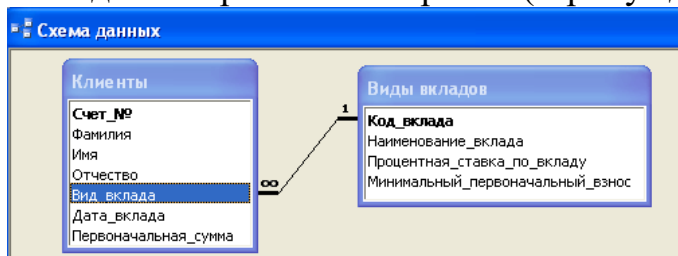 Схема данных
Клиенты
Счет_№
Фамилия
Имя
Отчество
Вид_вклада
Дата_вклада
Первоначальная_сумма
∞
1
Виды вкладов
Код_вклада
Наименование_вклада
Процентная_ставка_по_вкладу
Минимальный_первоначальный_взнос